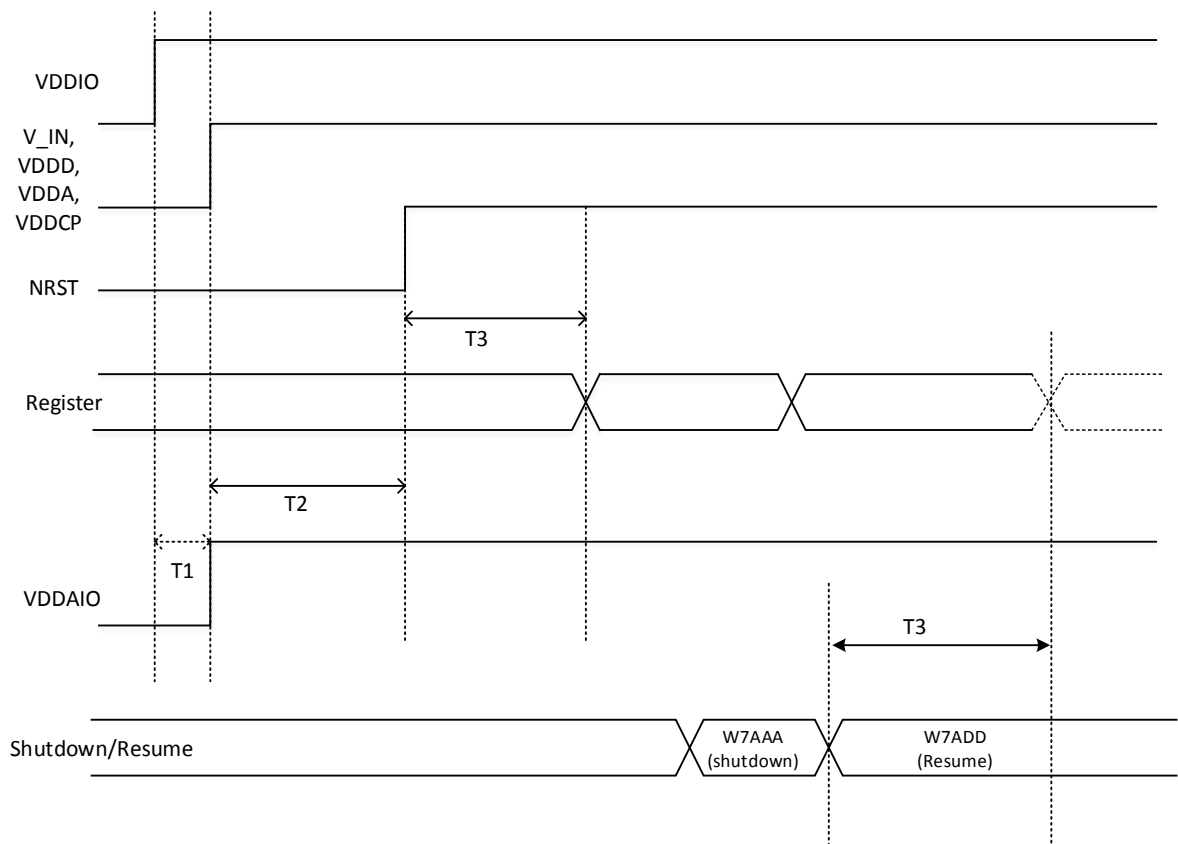 VDDIO
V_IN,
VDDD,
VDDA,
VDDCP
NRST
T3
Register
T2
T1
VDDAIO
T3
Shutdown/Resume
W7AAA
(shutdown)
W7ADD
(Resume)